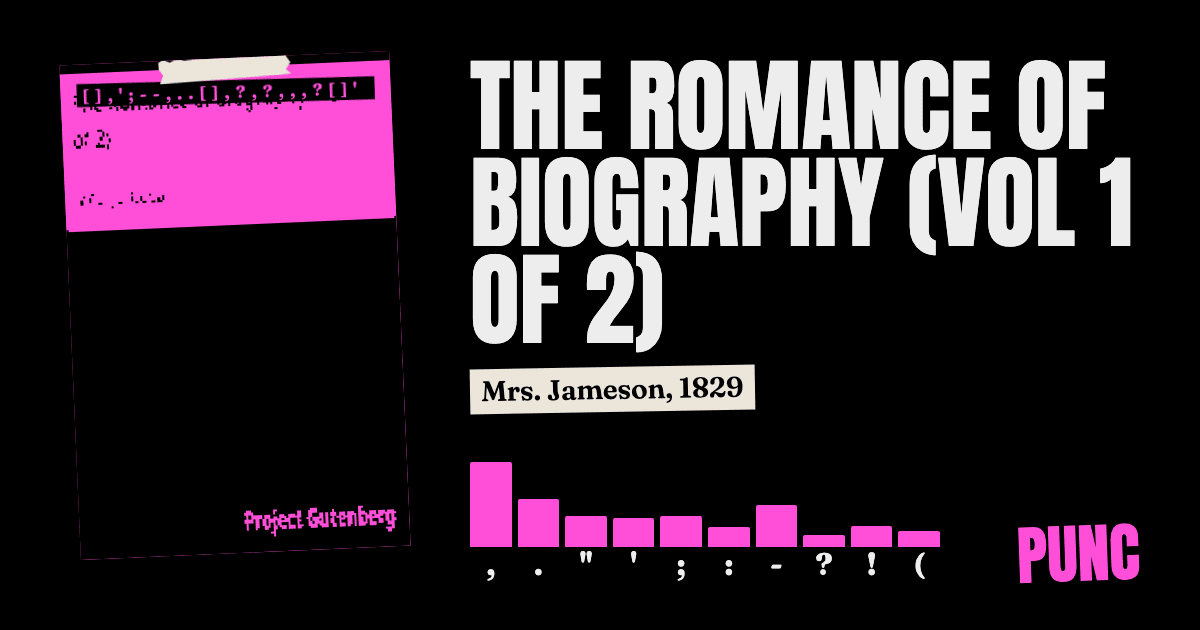 [],';--,..[],?,?,,,?[]'
of 2)
Project Gutenberg
THE ROMANCE OF
BIOGRAPHY (VOL 1
OF 2)
Mrs. Jameson, 1829
, . " ' ; : - ? ! (
PUNC